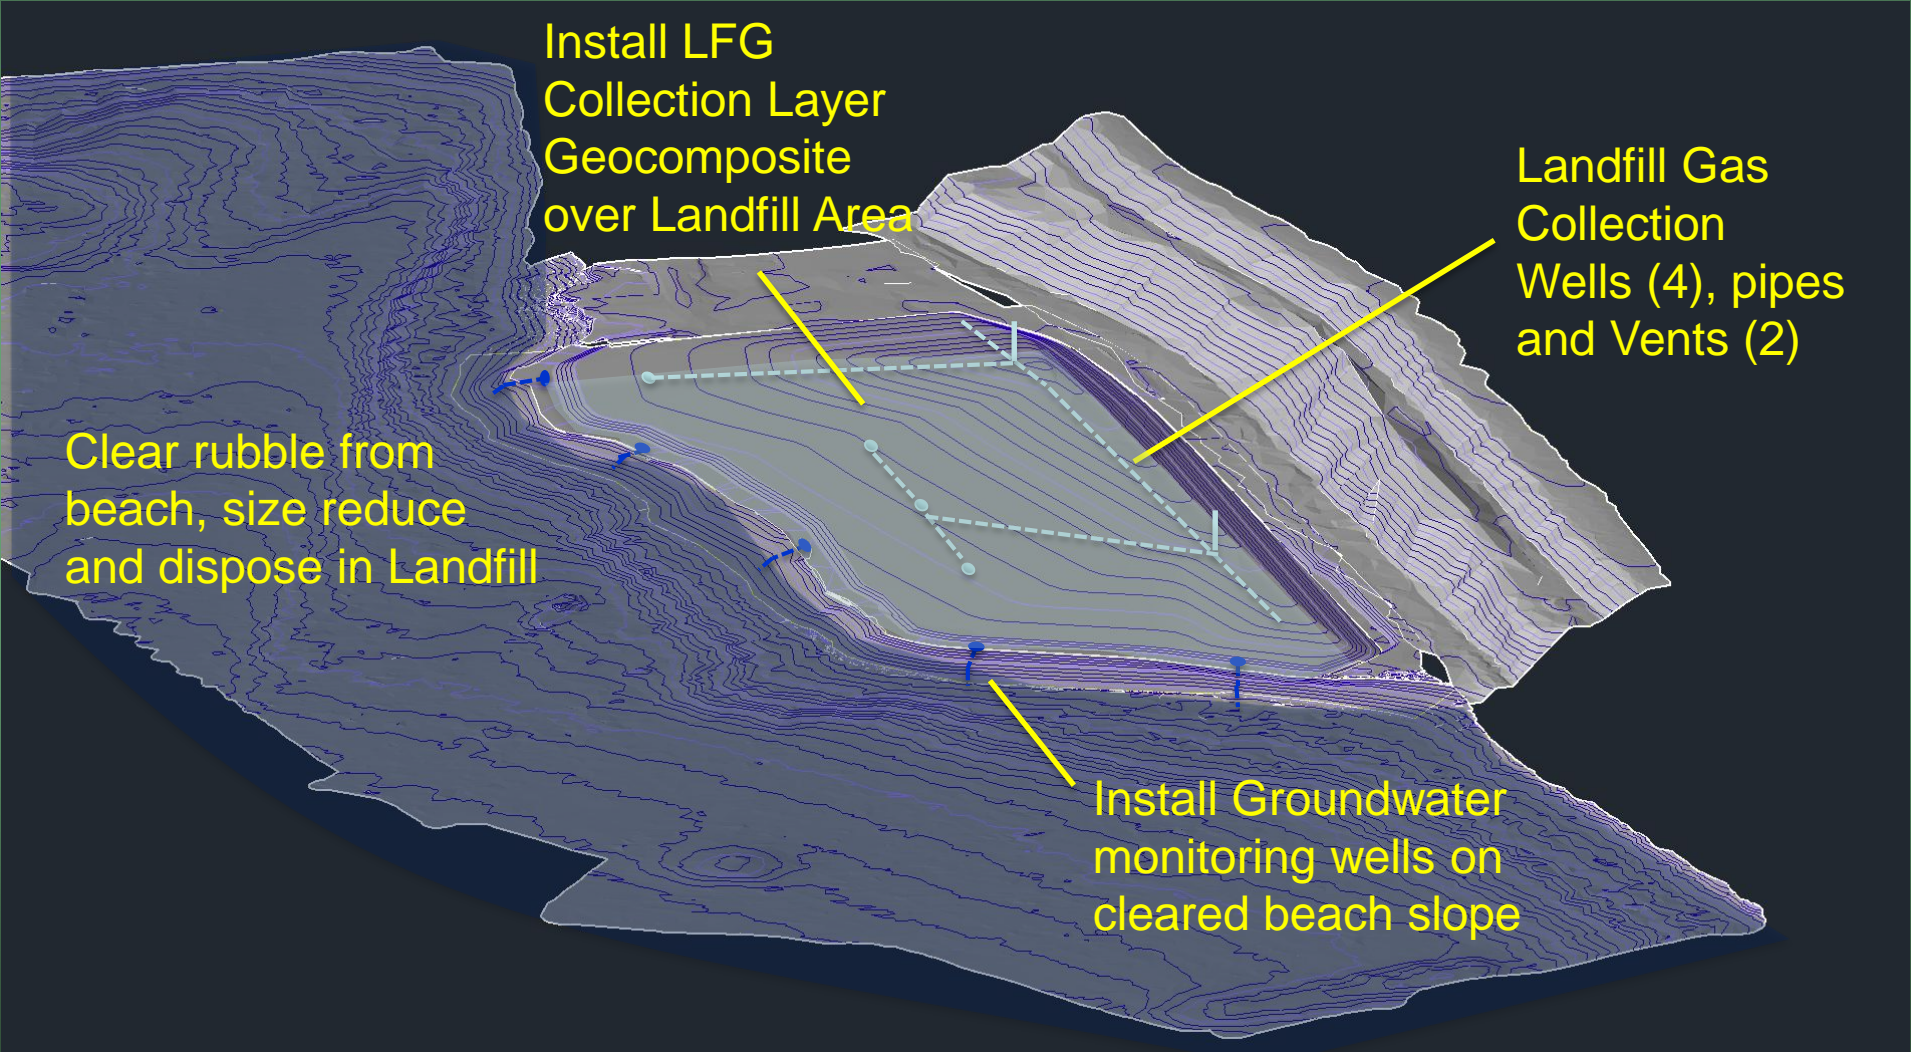 Install LFG
Collection Layer
Geocomposite
over Landfill Area
Landfill Gas
Collection
Wells (4), pipes
and Vents (2)
Clear rubble from
beach, size reduce
and dispose in Landfill
Install Groundwater
monitoring wells on
cleared beach slope